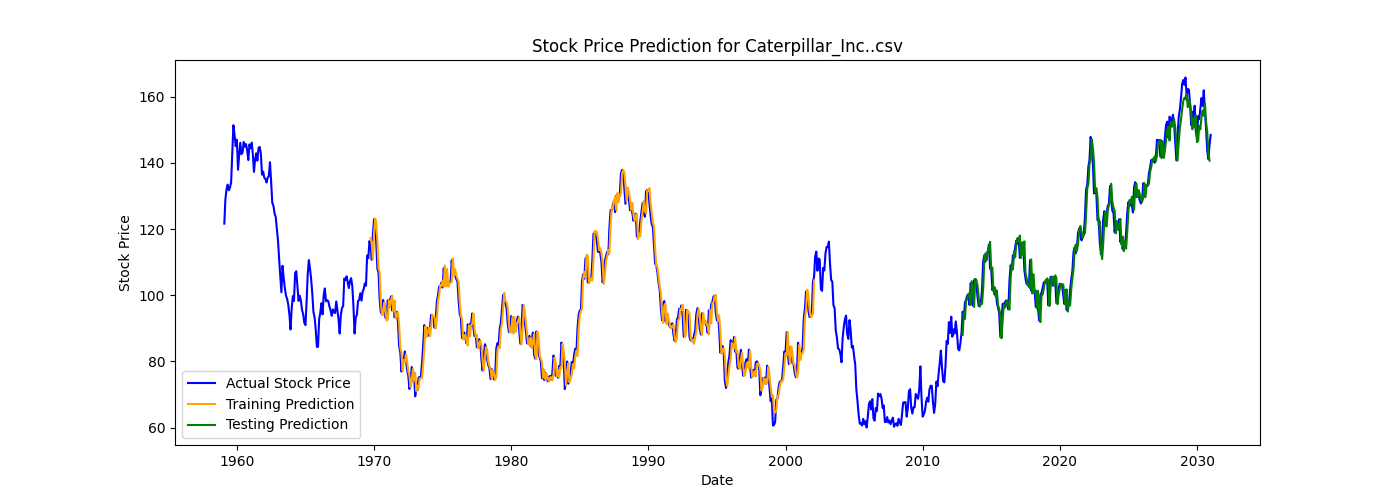 Stock Price Prediction for Caterpillar_Inc..csv
160
140
120
100
80
60
Stock Price
Actual Stock Price
Training Prediction
Testing Prediction
1960 1970 1980 1990 2000 2010 2020 2030
Date